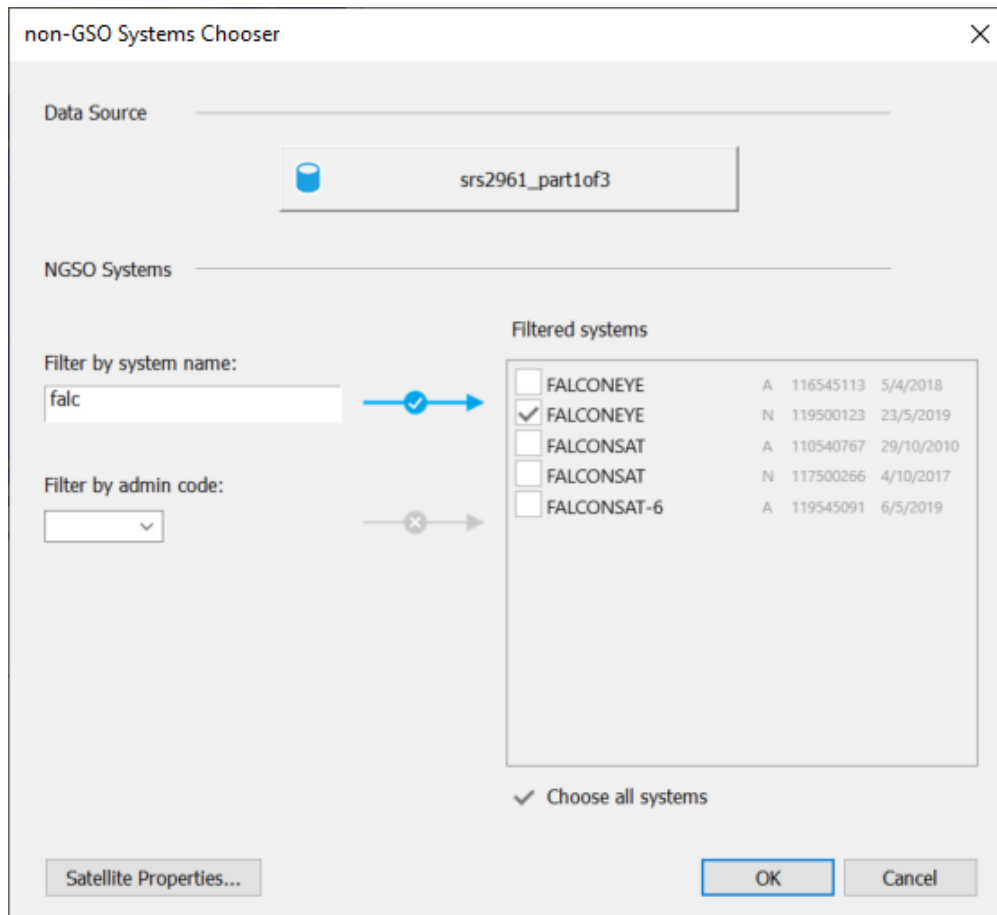 non-GSO Systems Chooser
Data Source
srs2961_part1of3
NGSO Systems
Filtered systems
Filter by system name:
falc
FALCONEYE A 116545113 5/4/2018
FALCONEYE N 119500123 23/5/2019
FALCONSAT A 110540767 29/10/2010
FALCONSAT N 117500266 4/10/2017
FALCONSAT-6 A 119545091 6/5/2019
Filter by admin code:
Choose all systems
Satellite Properties...
OK
Cancel